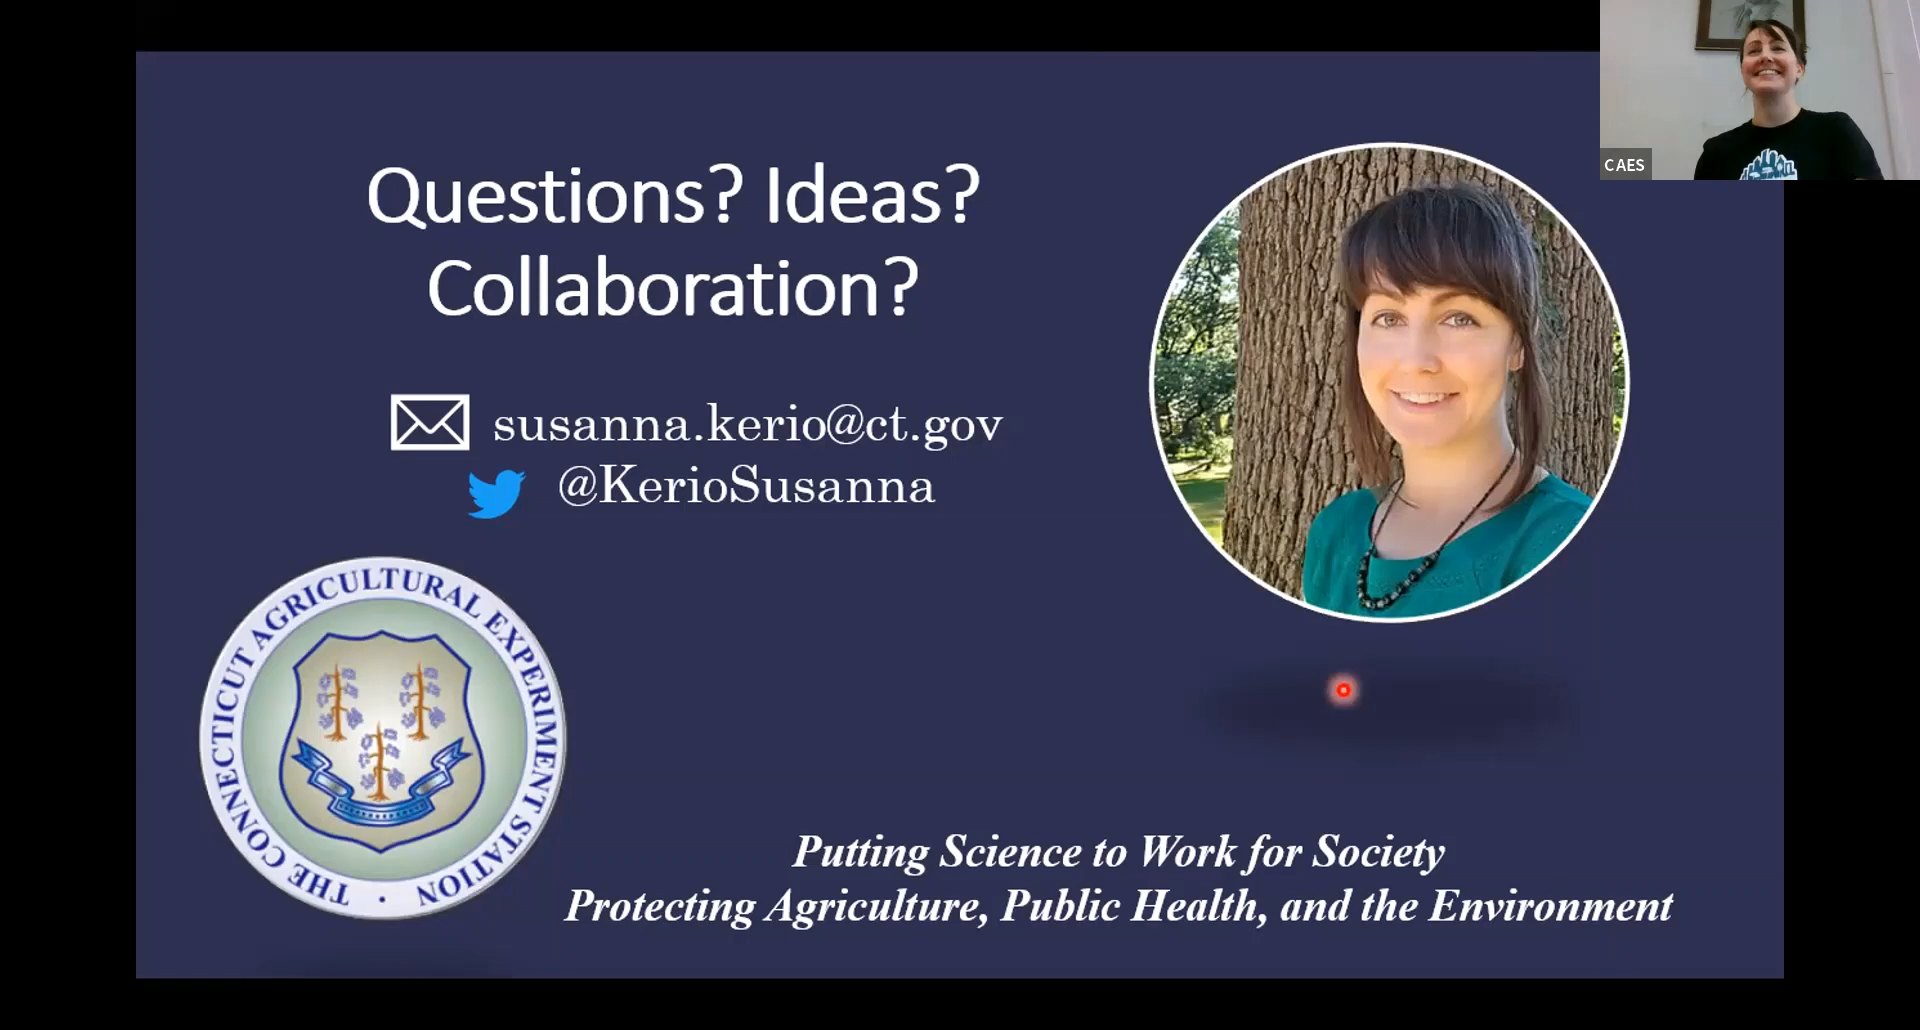 Questions? Ideas?
Collaboration?
susanna.kerio@ct.gov
@KerioSusanna
THE CONNECTICUT AGRICULTURAL EXPERIMENT STATION
Putting Science to Work for Society
Protecting Agriculture, Public Health, and the Environment
CAES